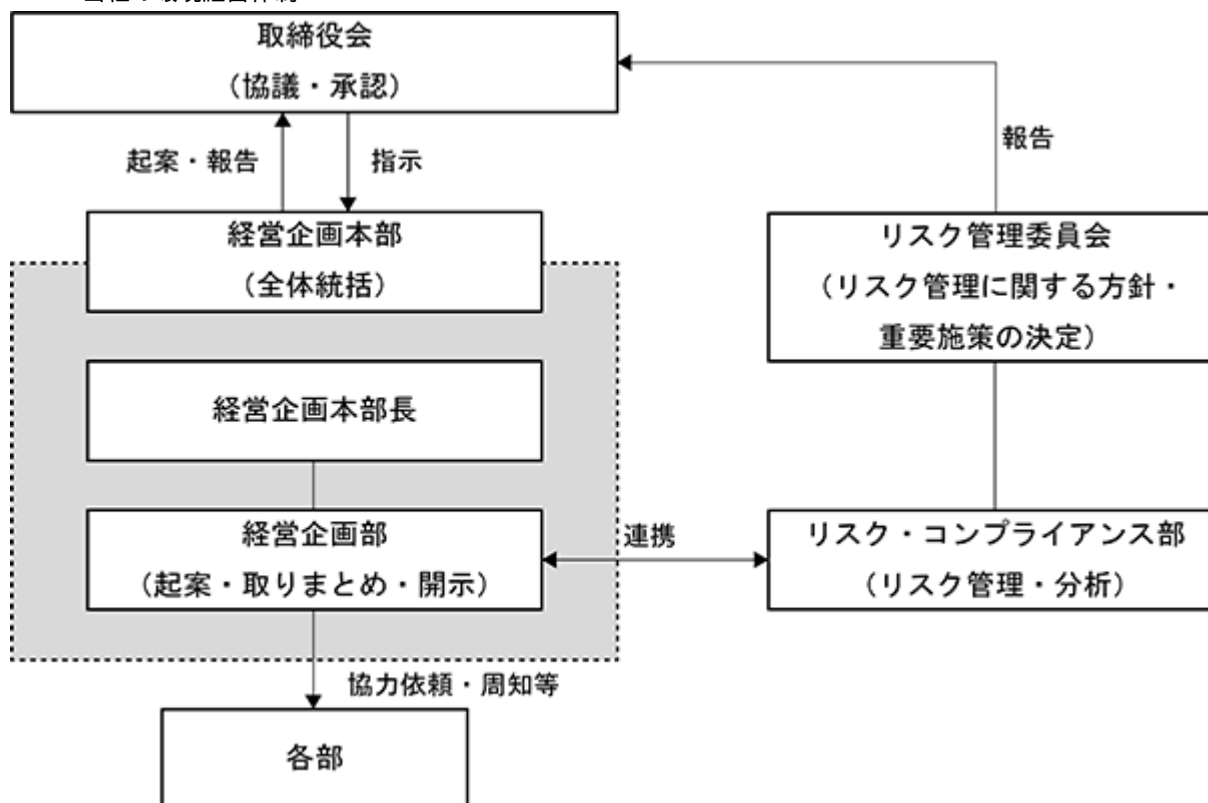 取締役会
（協議・承認）
起案・報告
指示
報告
経営企画本部
（全体統括）
リスク管理委員会
（リスク管理に関する方針・
重要施策の決定）
経営企画本部長
経営企画部
（起案・取りまとめ・開示）
連携
リスク・コンプライアンス部
（リスク管理・分析）
協力依頼・周知等
各部